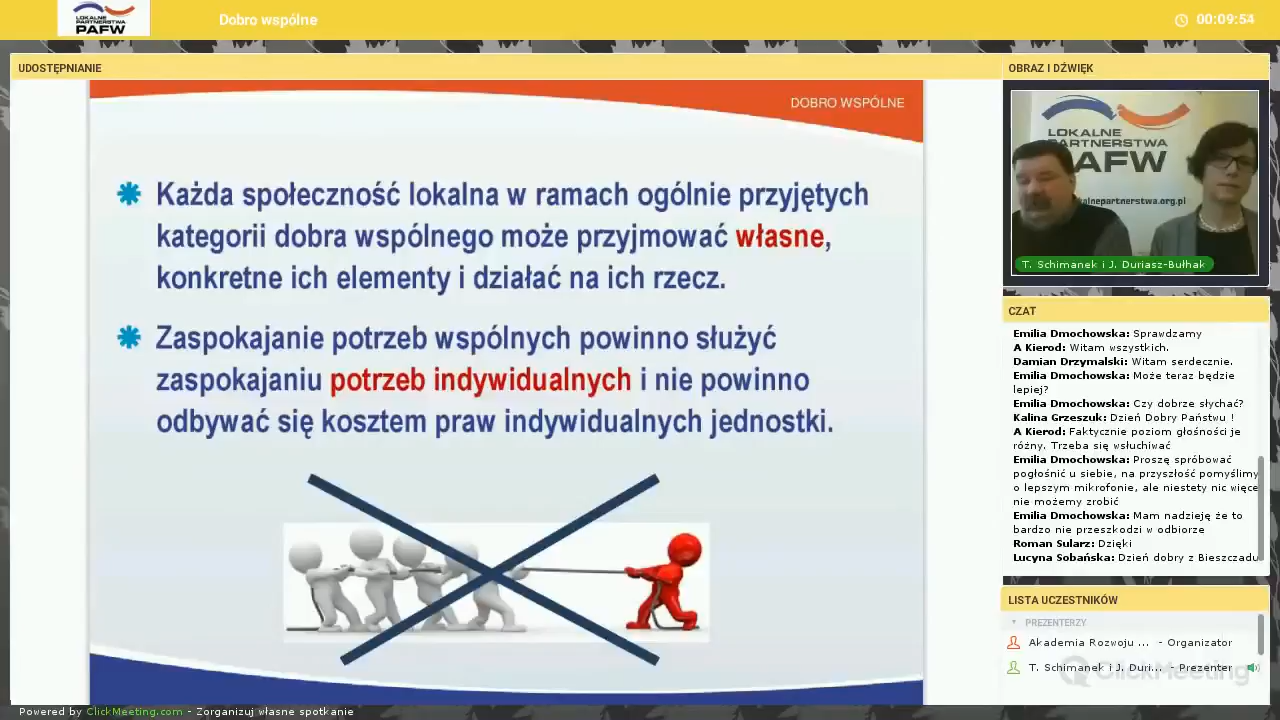 LOKALNE
PARTNERSTWA
PAFW
Dobro wspólne
00:09:54
UDOSTĘPNIANIE
DOBRO WSPÓLNE
Każda społeczność lokalna w ramach ogólnie przyjętych
kategorii dobra wspólnego może przyjmować własne,
konkretne ich elementy i działać na ich rzecz.
Zaspokajanie potrzeb wspólnych powinno służyć
zaspokajaniu potrzeb indywidualnych i nie powinno
odbywać się kosztem praw indywidualnych jednostki.
OBRAZ I DŹWIĘK
LOKALNE
PARTNERSTWA
PAFW
alnepartnerstwa.org.pl
T. Schimanek i J. Duriasz-Bułhak
CZAT
Emilia Dmochowska: Sprawdzamy
A Kierod: Witam wszystkich.
Damian Drzymalski: Witam serdecznie.
Emilia Dmochowska: Może teraz będzie
lepiej?
Emilia Dmochowska: Czy dobrze słychać?
Kalina Grzeszuk: Dzień Dobry Państwu !
A Kierod: Faktycznie poziom głośności je
różny. Trzeba się wsłuchiwać
Emilia Dmochowska: Proszę spróbować
pogłośnić u siebie, na przyszłość pomyślimy
o lepszym mikrofonie, ale niestety nic więce
nie możemy zrobić
Emilia Dmochowska: Mam nadzieję że to
bardzo nie przeszkodzi w odbiorze
Roman Sularz: Dzięki
Lucyna Sobańska: Dzień dobry z Bieszczadu
LISTA UCZESTNIKÓW
PREZENTERZY
Akademia Rozwoju ... - Organizator
T. Schimanek i J. Duri... - Prezenter
ClickMeeting
Powered by ClickMeeting.com - Zorganizuj własne spotkanie